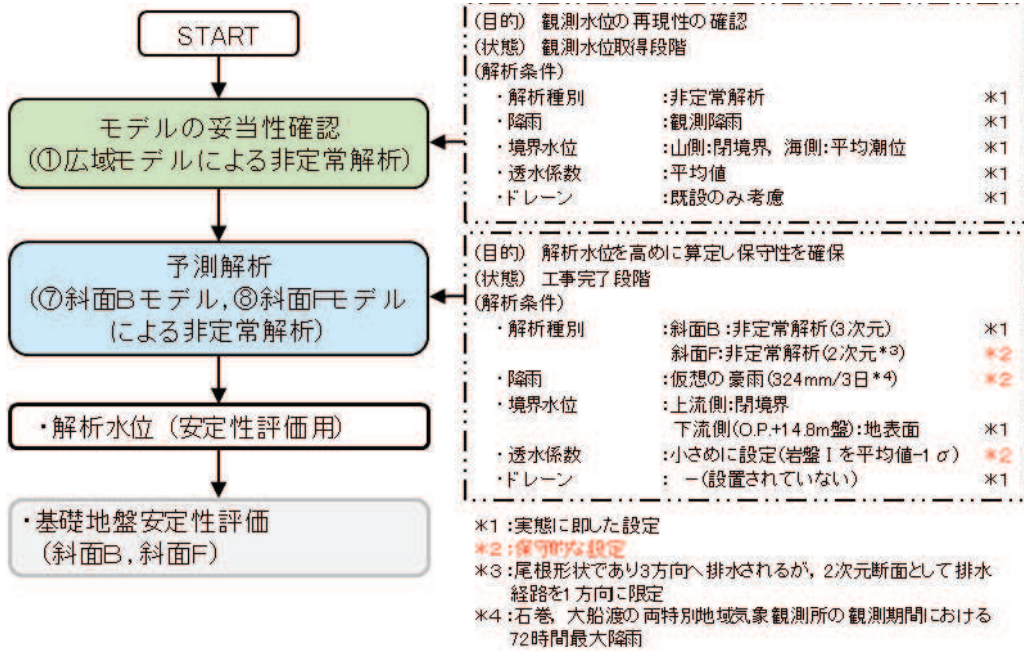 START
モデルの妥当性確認
(①広域モデルによる非定常解析)
予測解析
(⑦斜面Bモデル,⑧斜面Fモデル
による非定常解析)
・解析水位（安定性評価用）
・基礎地盤安定性評価
(斜面B,斜面F)
(目的) 観測水位の再現性の確認
(状態) 観測水位取得段階
(解析条件)
・解析種別 :非定常解析 *1
・降雨 :観測降雨 *1
・境界水位 :山側:閉境界, 海側:平均潮位 *1
・透水係数 :平均値 *1
・ドレーン :既設のみ考慮 *1
(目的) 解析水位を高めに算定し保守性を確保
(状態) 工事完了段階
(解析条件)
・解析種別 :斜面B:非定常解析(3次元) *1
斜面F:非定常解析(2次元*3) *2
・降雨 :仮想の豪雨(324mm/3日*4) *2
・境界水位 :上流側:閉境界
下流側(O.P.+14.8m盤):地表面 *1
・透水係数 :小さめに設定(岩盤Ⅰを平均値-1σ) *2
・ドレーン : －(設置されていない) *1
*1:実態に即した設定
*2:保守的な設定
*3:尾根形状であり3方向へ排水されるが, 2次元断面として排水
経路を1方向に限定
*4:石巻, 大船渡の両特別地域気象観測所の観測期間における
72時間最大降雨